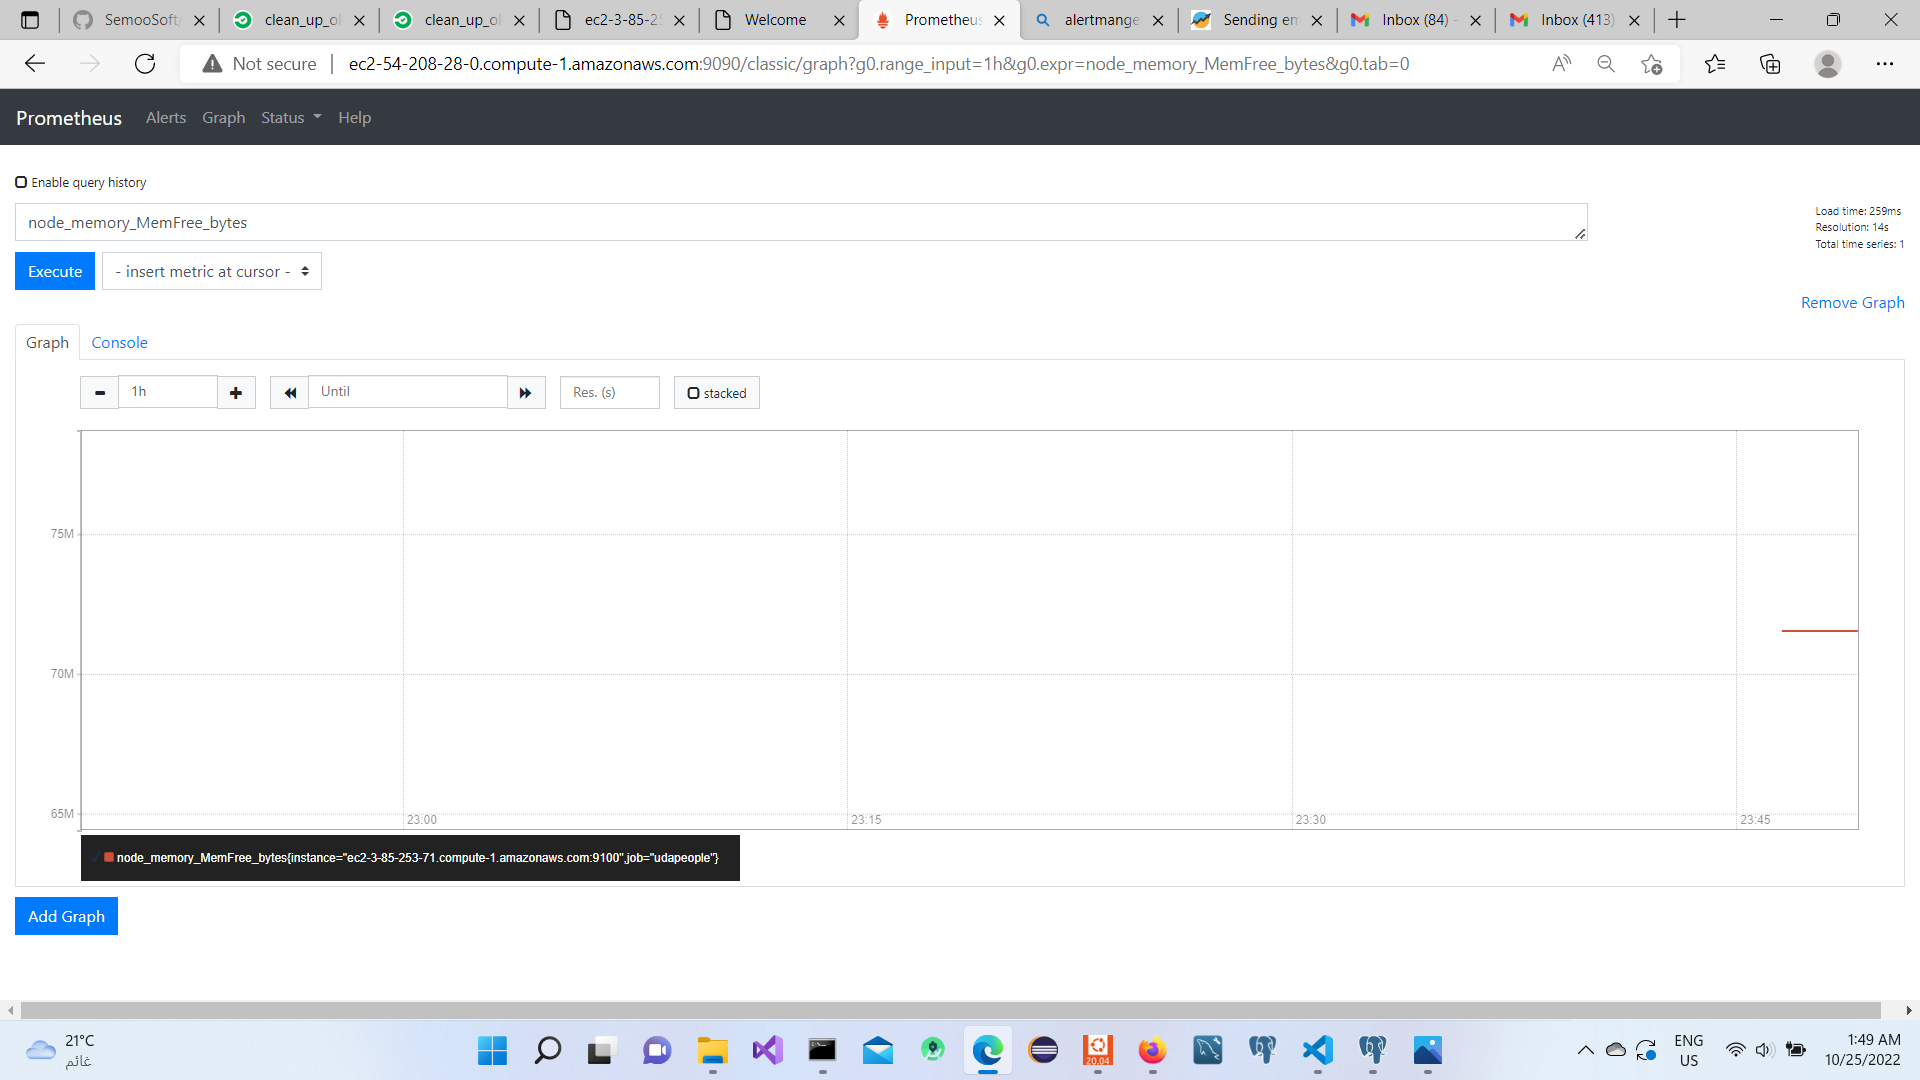 SemooSoft/
clean_up_ol
clean_up_ol
ec2-3-85-25
Welcome
Prometheus
alertmange
Sending em
Inbox (84) -
Inbox (413)
Not secure
ec2-54-208-28-0.compute-1.amazonaws.com:9090/classic/graph?g0.range_input=1h&g0.expr=node_memory_MemFree_bytes&g0.tab=0
Prometheus Alerts Graph Status Help
Enable query history
node_memory_MemFree_bytes
Load time: 259ms
Resolution: 14s
Total time series: 1
Execute
- insert metric at cursor -
Remove Graph
Graph Console
1h
Until
Res. (s)
stacked
75M
70M
65M
23:00
23:15
23:30
23:45
node_memory_MemFree_bytes{instance="ec2-3-85-253-71.compute-1.amazonaws.com:9100",job="udapeople"}
Add Graph
21°C
غائم
20.04
ENG
US
1:49 AM
10/25/2022